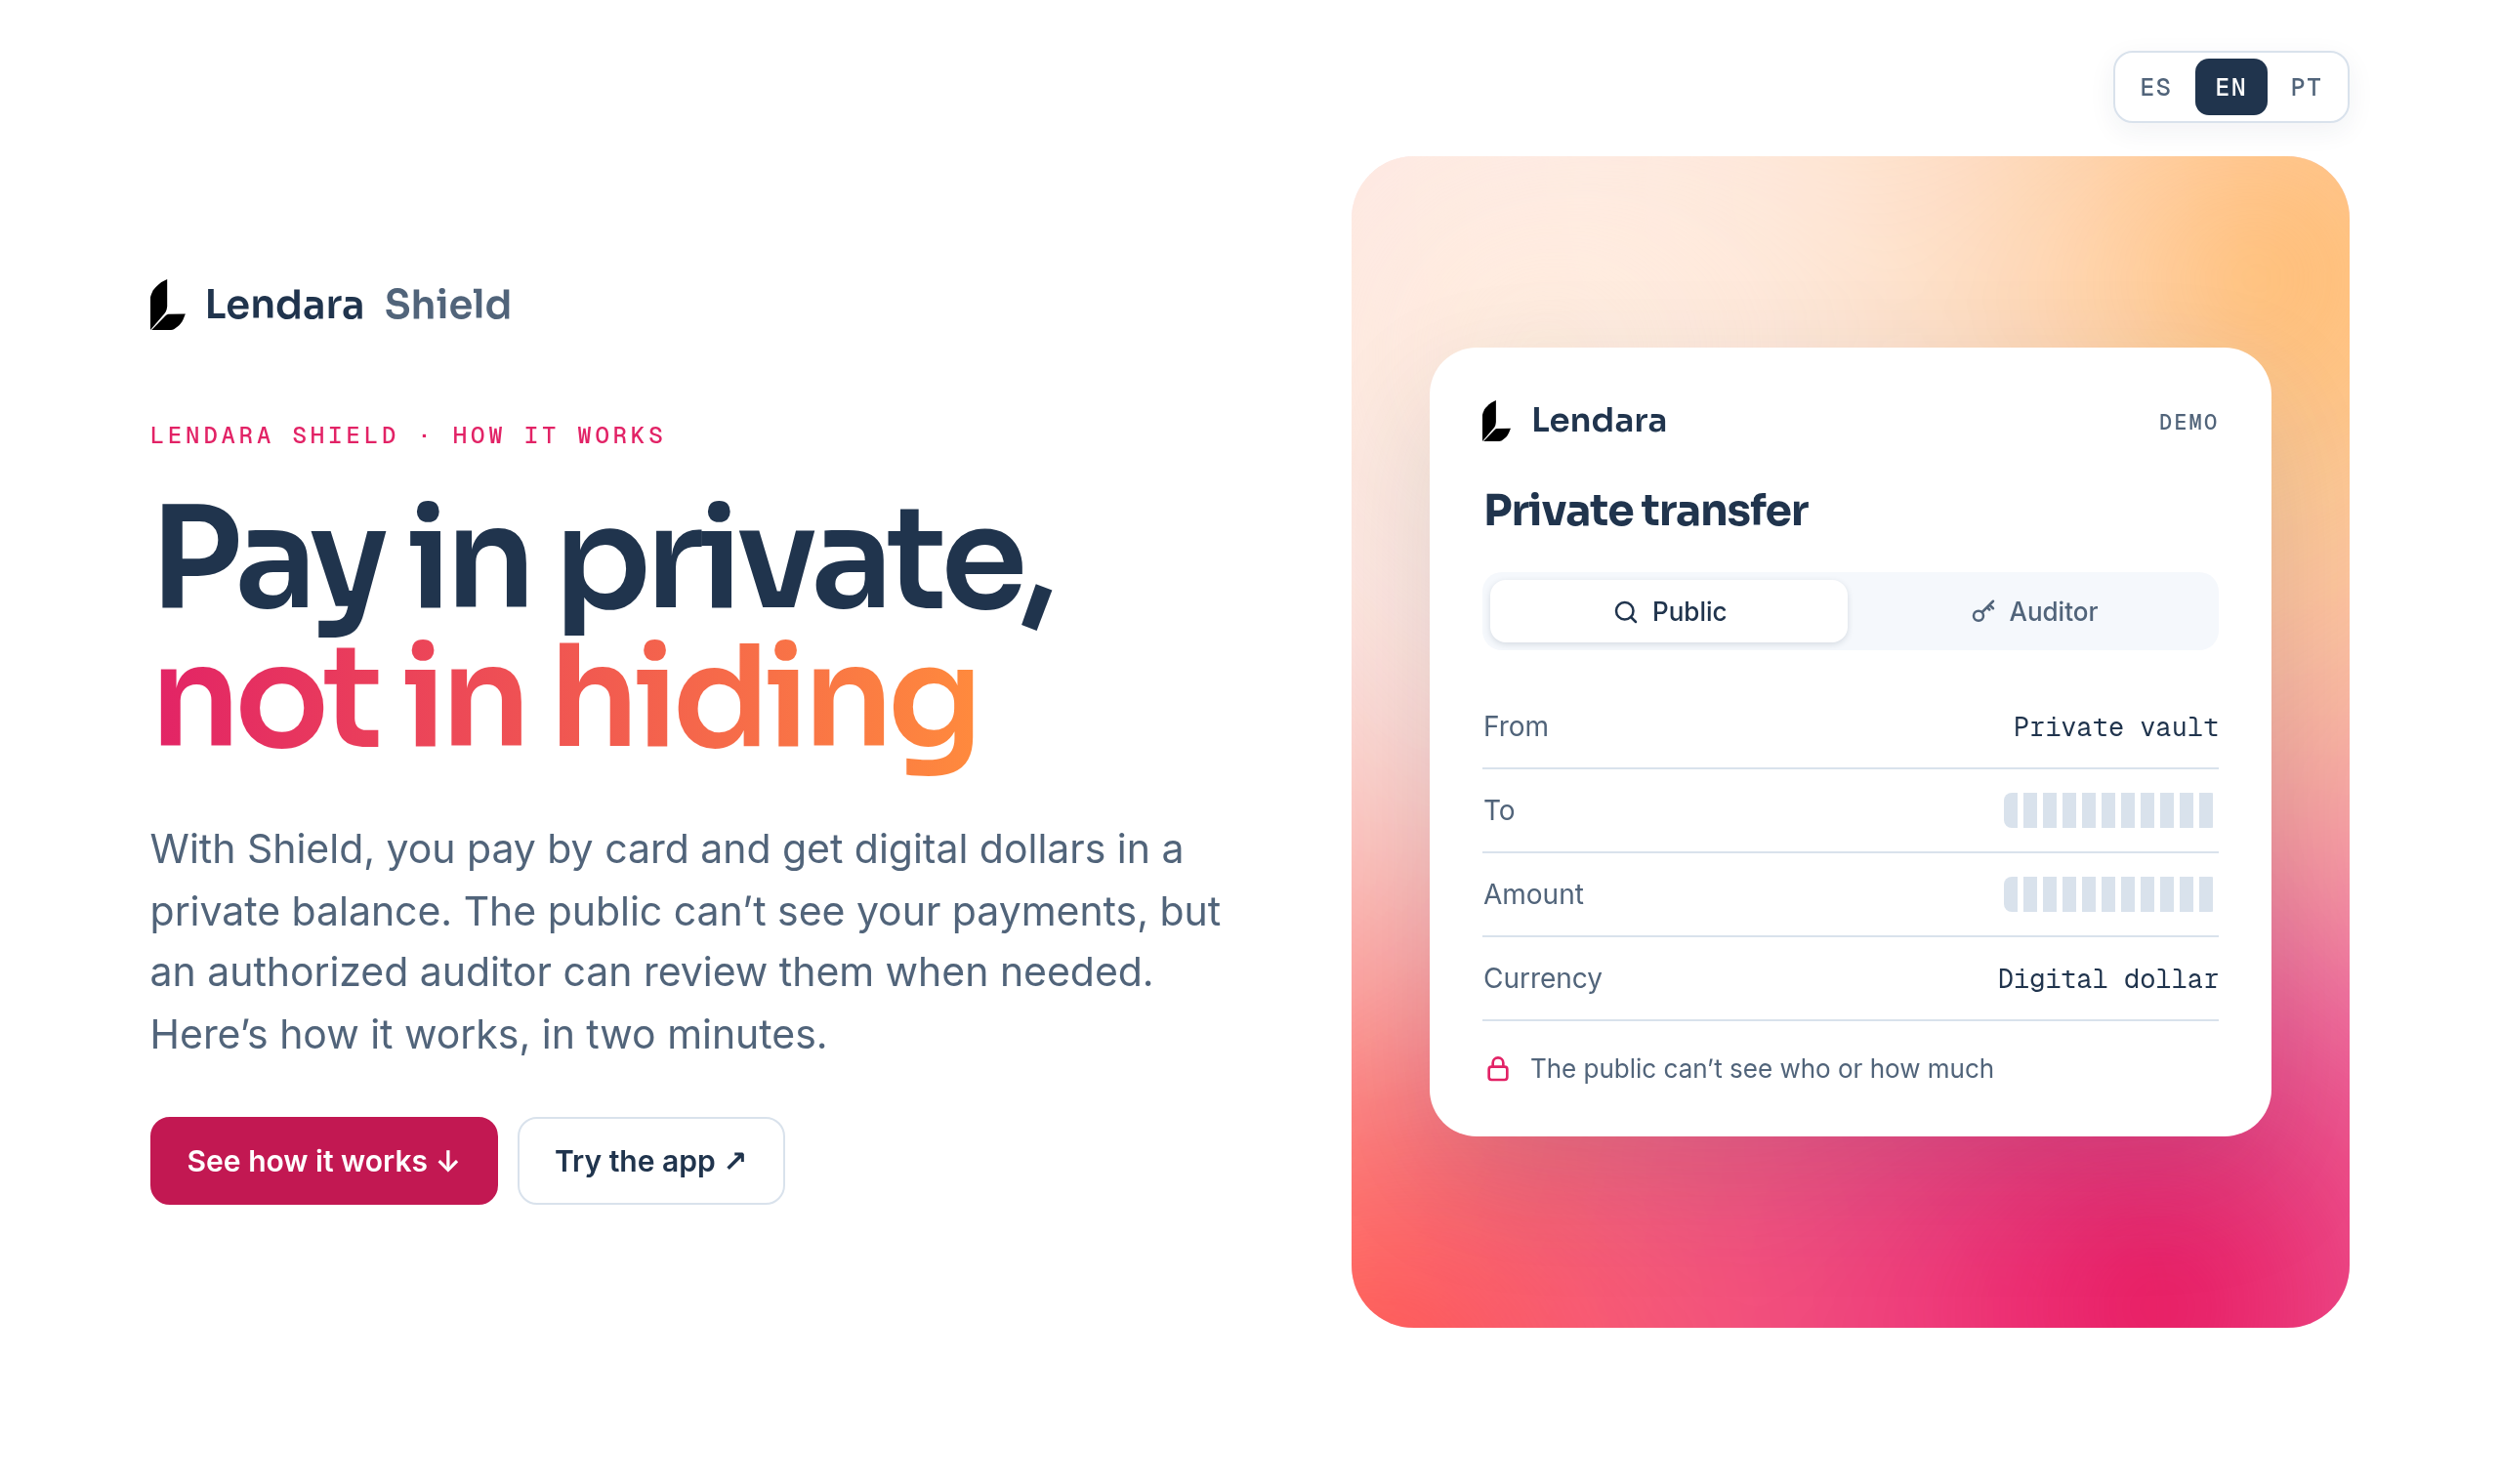 ES EN PT
Lendara Shield
LENDARA SHIELD · HOW IT WORKS
Pay in private,
not in hiding
With Shield, you pay by card and get digital dollars in a
private balance. The public can’t see your payments, but
an authorized auditor can review them when needed.
Here’s how it works, in two minutes.
See how it works ↓ Try the app ↗
Lendara DEMO
Private transfer
Public Auditor
From Private vault
To
Amount
Currency Digital dollar
The public can’t see who or how much